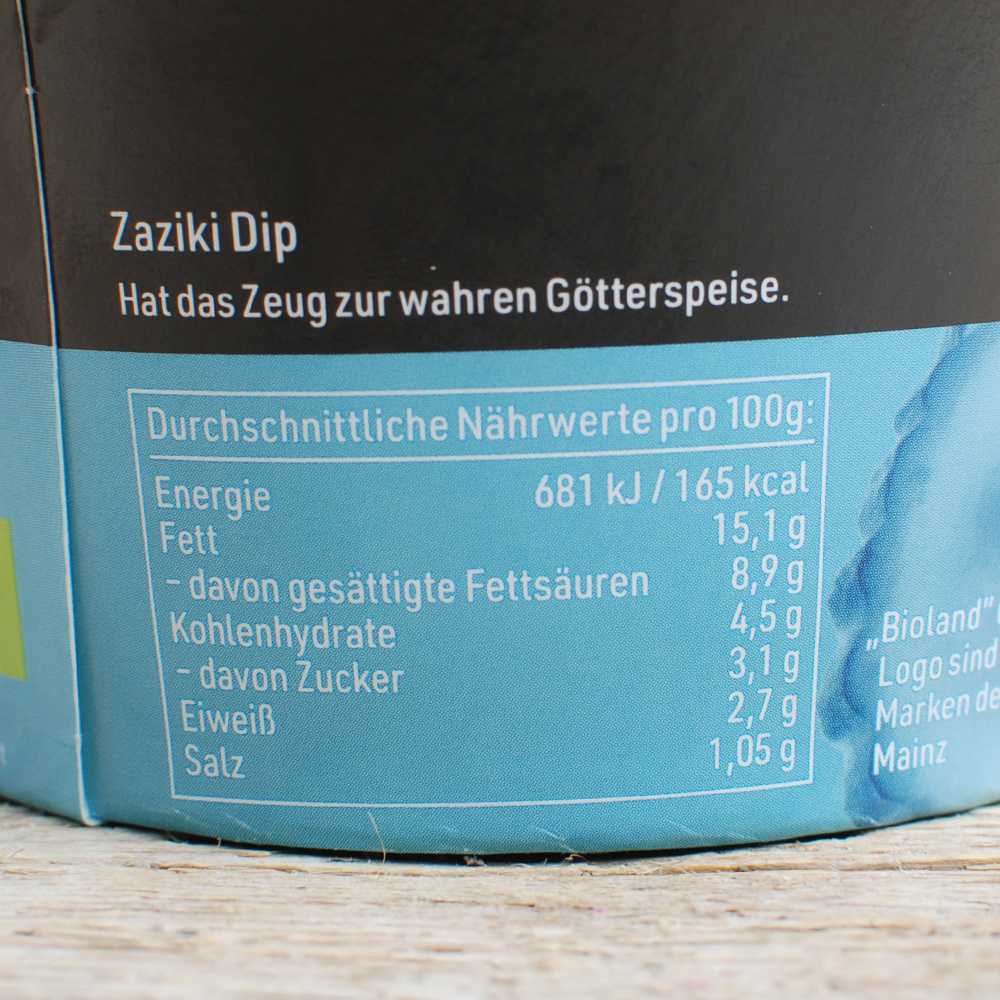 Zaziki Dip
Hat das Zeug zur wahren Götterspeise.
Durchschnittliche Nährwerte pro 100g:
Energie 681 kJ / 165 kcal
Fett 15,1 g
– davon gesättigte Fettsäuren 8,9 g
Kohlenhydrate 4,5 g
– davon Zucker 3,1 g
Eiweiß 2,7 g
Salz 1,05 g
„Bioland"
Logo sind
Marken de
Mainz